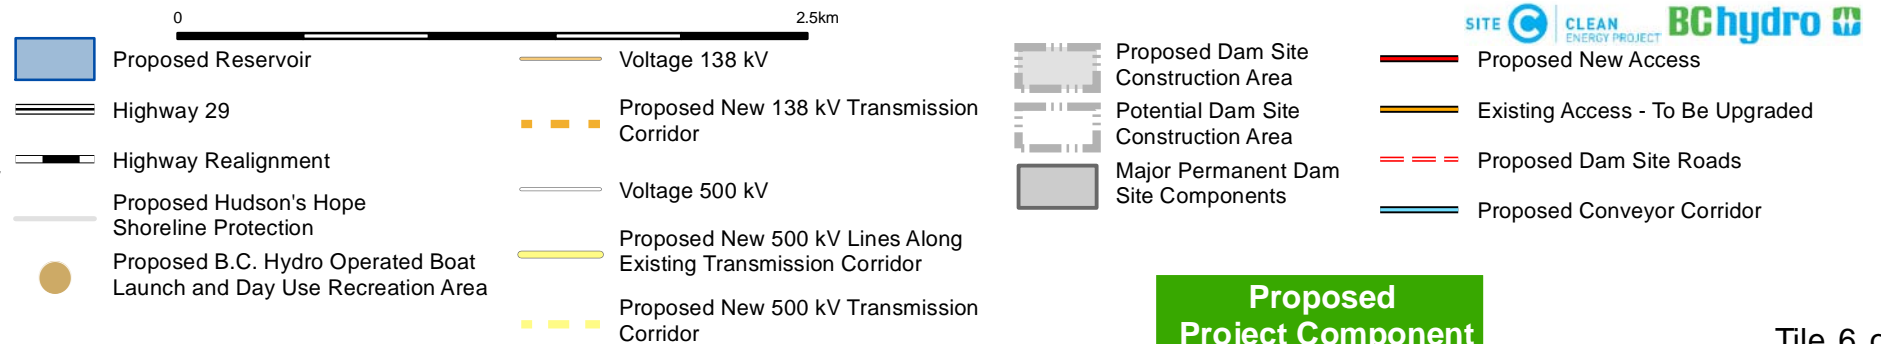 0
2.5km
Proposed Reservoir
Highway 29
Highway Realignment
Proposed Hudson's Hope
Shoreline Protection
Proposed B.C. Hydro Operated Boat
Launch and Day Use Recreation Area
Voltage 138 kV
Proposed New 138 kV Transmission
Corridor
Voltage 500 kV
Proposed New 500 kV Lines Along
Existing Transmission Corridor
Proposed New 500 kV Transmission
Corridor
Proposed Dam Site
Construction Area
Potential Dam Site
Construction Area
Major Permanent Dam
Site Components
SITE C
CLEAN
ENERGY PROJECT
BChydro
Proposed New Access
Existing Access - To Be Upgraded
Proposed Dam Site Roads
Proposed Conveyor Corridor
Proposed
Project Component
Tile 6